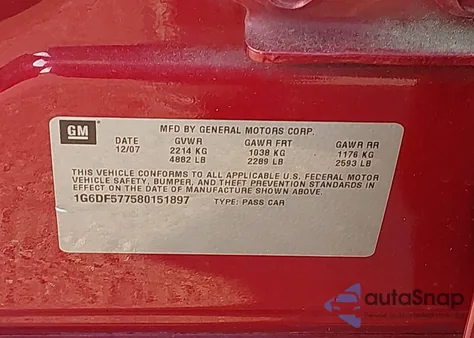 GM
MFD BY GENERAL MOTORS CORP.
DATE GVWR GAWR FRT GAWR RR
12/07 2214 KG 1038 KG 1176 KG
4882 LB 2289 LB 2593 LB
THIS VEHICLE CONFORMS TO ALL APPLICABLE U.S. FEDERAL MOTOR
VEHICLE SAFETY, BUMPER, AND THEFT PREVENTION STANDARDS IN
EFFECT ON THE DATE OF MANUFACTURE SHOWN ABOVE.
1G6DF577580151897 TYPE: PASS CAR
autoSnap